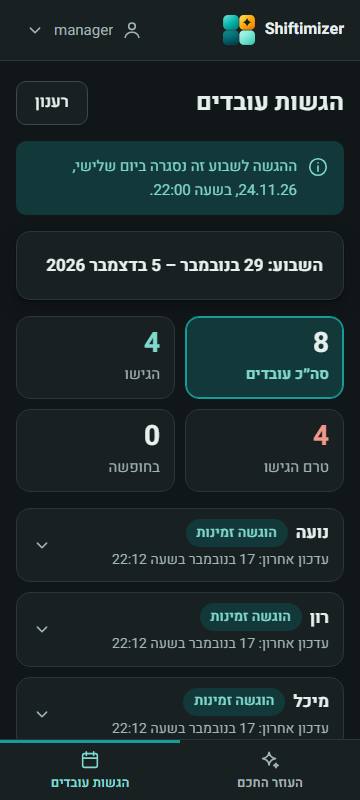 Shiftimizer
manager
הגשות עובדים
רענון
ההגשה לשבוע זה נסגרה ביום שלישי,
24.11.26, בשעה 22:00.
השבוע: 29 בנובמבר – 5 בדצמבר 2026
8
סה״כ עובדים
4
הגישו
4
טרם הגישו
0
בחופשה
נועה הוגשה זמינות
עדכון אחרון: 17 בנובמבר בשעה 22:12
רון הוגשה זמינות
עדכון אחרון: 17 בנובמבר בשעה 22:12
מיכל הוגשה זמינות
עדכון אחרון: 17 בנובמבר בשעה 22:12
העוזר החכם
הגשות עובדים